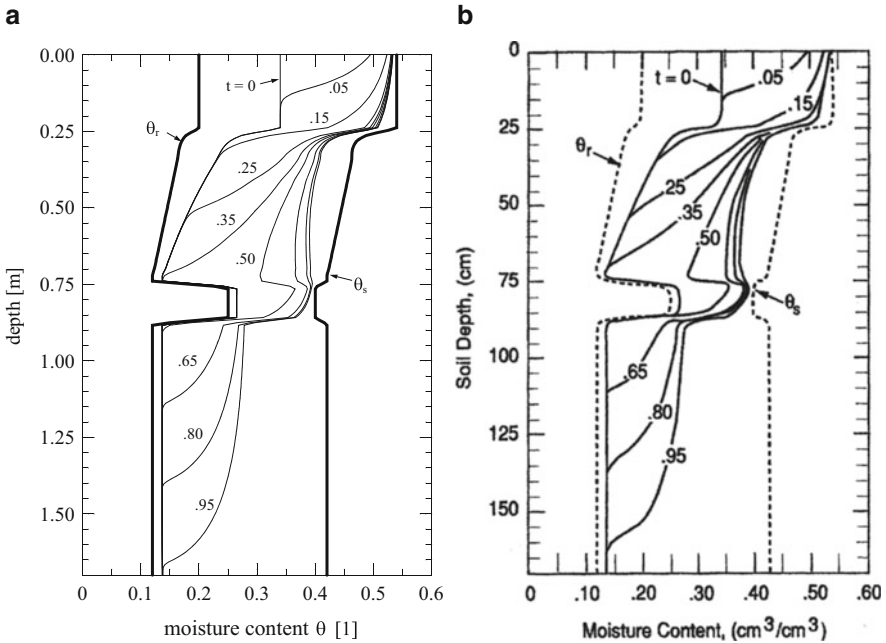 a
0.00
0.25
0.50
0.75
1.00
1.25
1.50
depth [m]
t = 0
.05
.15
θr
.25
.35
.50
θs
.65
.80
.95
0 0.1 0.2 0.3 0.4 0.5 0.6
moisture content θ [1]
b
0
25
50
75
100
125
150
Soil Depth, (cm)
t = 0
.05
.15
θr
.25
.35
.50
θs
.65
.80
.95
0 .10 .20 .30 .40 .50 .60
Moisture Content, (cm3/cm3)